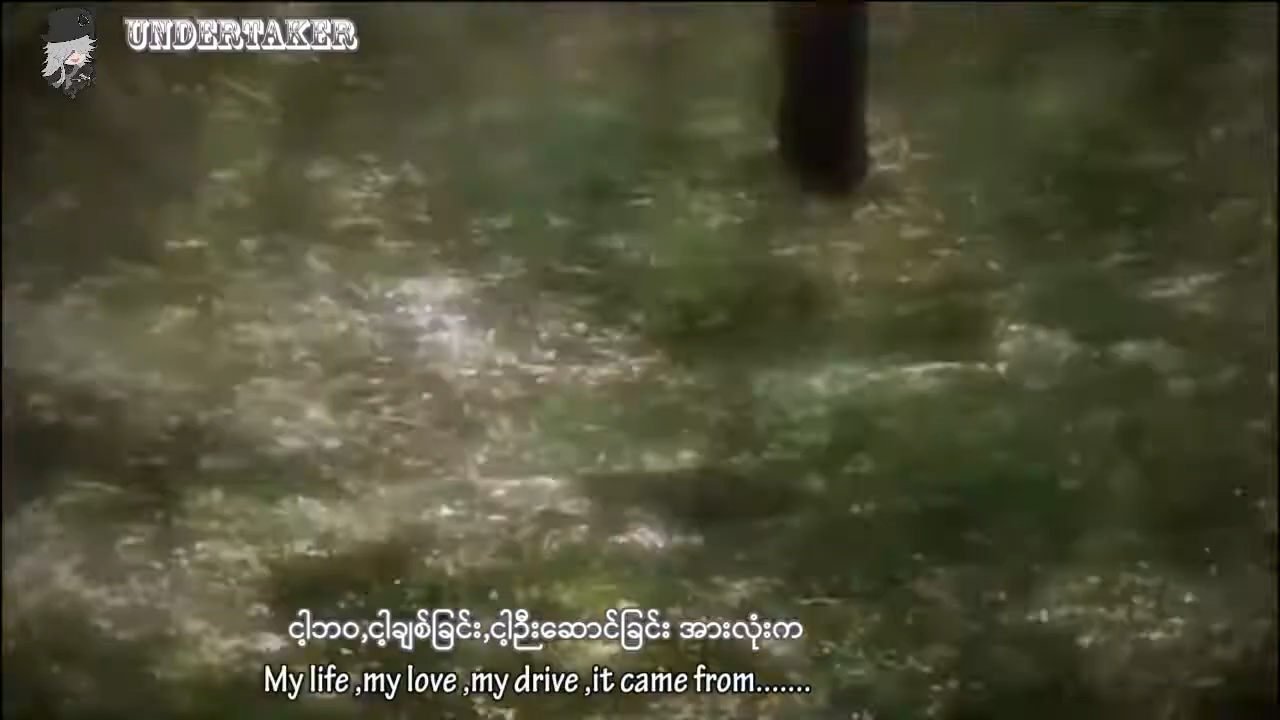 UNDERTAKER
ငါ့ဘဝ,ငါ့ချစ်ခြင်း,ငါ့ဦးဆောင်ခြင်း အားလုံးက
My life ,my love ,my drive ,it came from.......